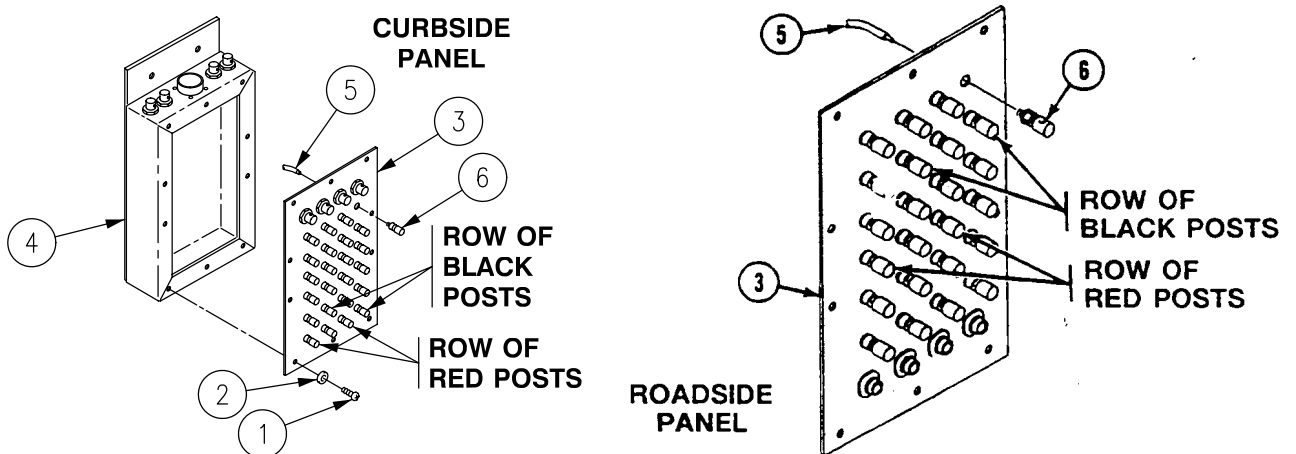 CURBSIDE
PANEL
5
3
6
4
ROW OF
BLACK
POSTS
ROW OF
RED POSTS
2
1
5
6
ROW OF
BLACK POSTS
ROW OF
RED POSTS
3
ROADSIDE
PANEL